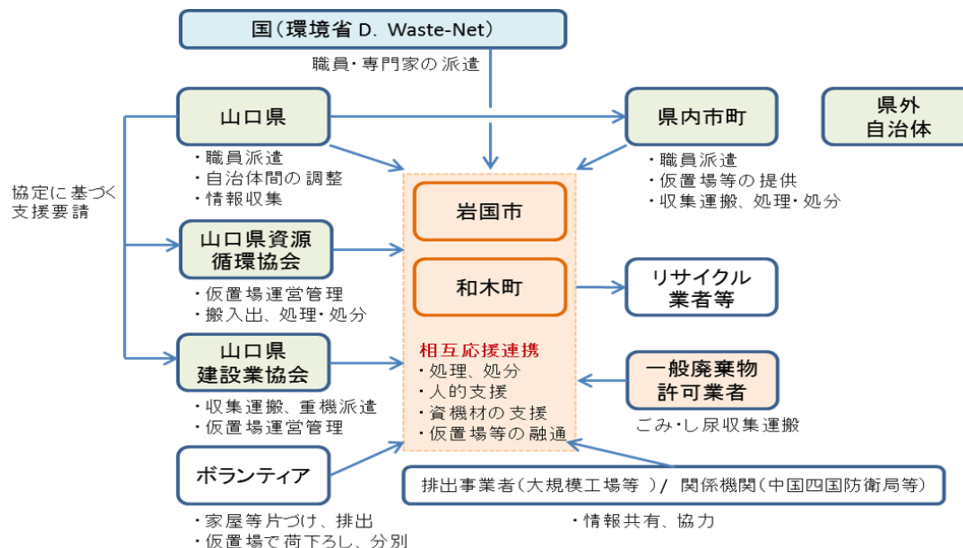 国(環境省 D. Waste-Net)
職員・専門家の派遣
山口県
・職員派遣
・自治体間の調整
・情報収集
県内市町
・職員派遣
・仮置場等の提供
・収集運搬、処理・処分
県外
自治体
協定に基づく
支援要請
山口県資源
循環協会
・仮置場運営管理
・搬入出、処理・処分
山口県
建設業協会
・収集運搬、重機派遣
・仮置場運営管理
ボランティア
・家屋等片づけ、排出
・仮置場で荷下ろし、分別
岩国市
和木町
相互応援連携
・処理、処分
・人的支援
・資機材の支援
・仮置場等の融通
リサイクル
業者等
一般廃棄物
許可業者
ごみ・し尿収集運搬
排出事業者(大規模工場等 )/ 関係機関(中国四国防衛局等)
・情報共有、協力